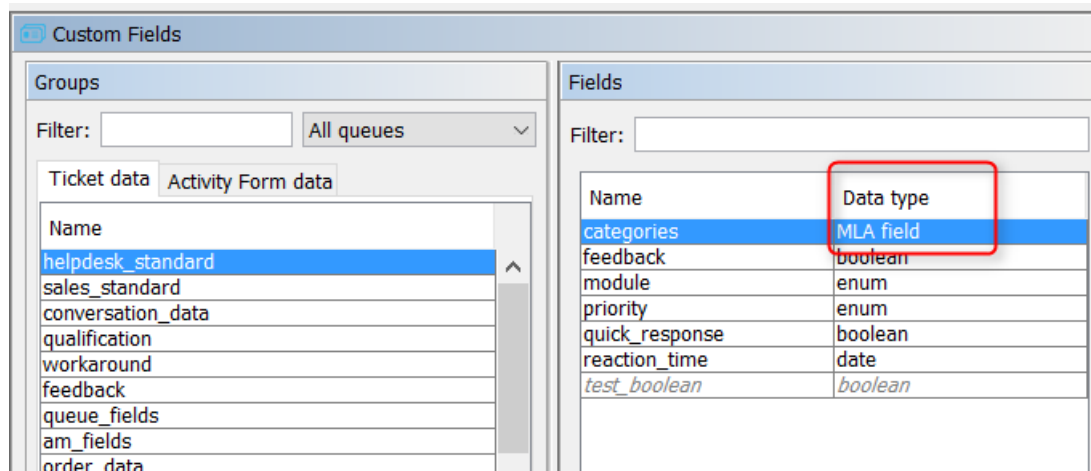 Custom Fields
Groups
Filter: All queues
Ticket data Activity Form data
Name
helpdesk_standard
sales_standard
conversation_data
qualification
workaround
feedback
queue_fields
am_fields
order_data
Fields
Filter:
Name Data type
categories MLA field
feedback boolean
module enum
priority enum
quick_response boolean
reaction_time date
test_boolean boolean